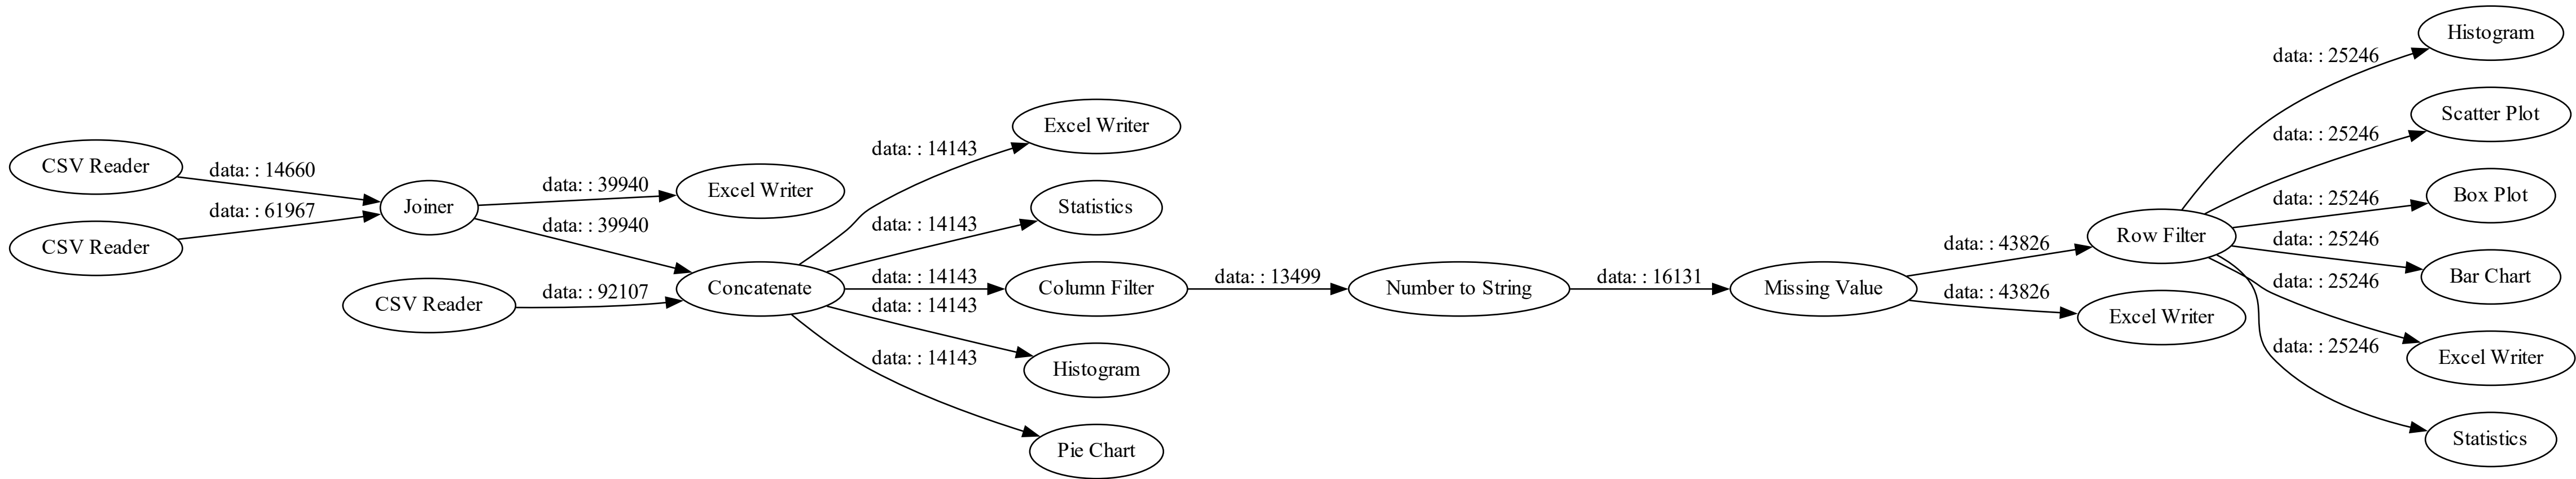 CSV Reader
data: : 14660
CSV Reader
data: : 61967
Joiner
data: : 39940
Excel Writer
data: : 39940
CSV Reader
data: : 92107
Concatenate
data: : 14143
Excel Writer
data: : 14143
Statistics
data: : 14143
Column Filter
data: : 14143
Histogram
data: : 14143
Pie Chart
data: : 13499
Number to String
data: : 16131
Missing Value
data: : 43826
Row Filter
data: : 43826
Excel Writer
data: : 25246
Histogram
data: : 25246
Scatter Plot
data: : 25246
Box Plot
data: : 25246
Bar Chart
data: : 25246
Excel Writer
data: : 25246
Statistics